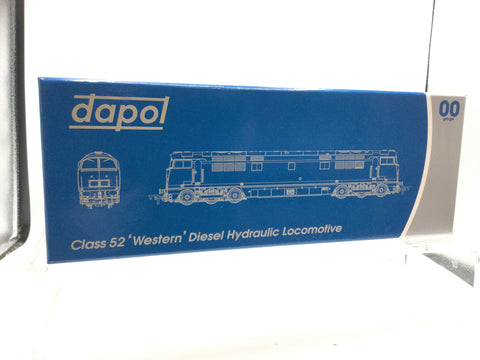 dapol
00
gauge
Class 52 'Western' Diesel Hydraulic Locomotive